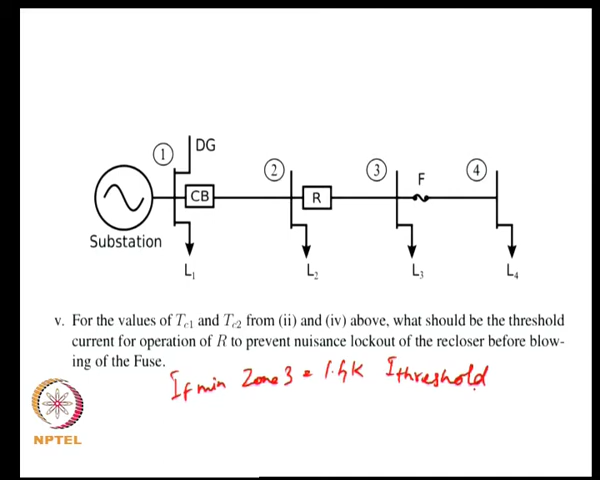 1 DG
2
3 F
4
CB
R
Substation
L1
L2
L3
L4
v. For the values of Tc1 and Tc2 from (ii) and (iv) above, what should be the threshold
current for operation of R to prevent nuisance lockout of the recloser before blow-
ing of the Fuse.
If min Zone 3 = Ithreshold
NPTEL